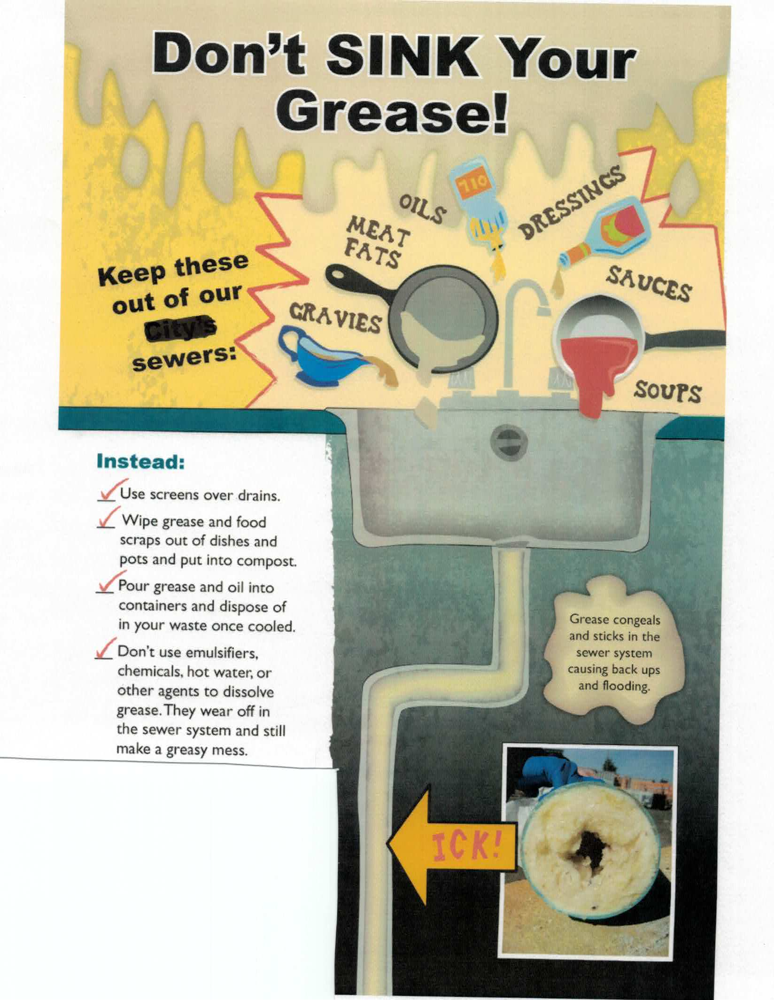 Don't SINK Your
Grease!
Keep these
out of our
City's
sewers:
OILS
MEAT
FATS
GRAVIES
DRESSINGS
SAUCES
SOUPS
710
Instead:
Use screens over drains.
Wipe grease and food
scraps out of dishes and
pots and put into compost.
Pour grease and oil into
containers and dispose of
in your waste once cooled.
Don't use emulsifiers,
chemicals, hot water, or
other agents to dissolve
grease. They wear off in
the sewer system and still
make a greasy mess.
Grease congeals
and sticks in the
sewer system
causing back ups
and flooding.
ICK!